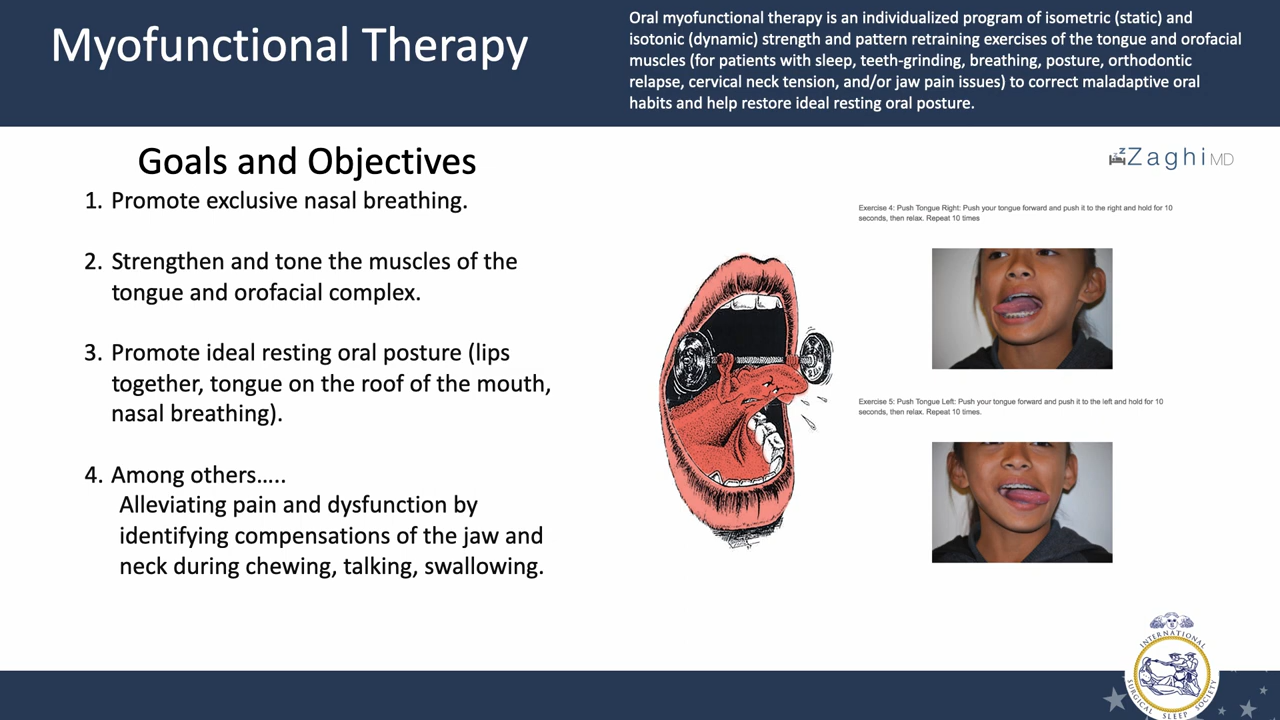 Myofunctional Therapy
Oral myofunctional therapy is an individualized program of isometric (static) and
isotonic (dynamic) strength and pattern retraining exercises of the tongue and orofacial
muscles (for patients with sleep, teeth-grinding, breathing, posture, orthodontic
relapse, cervical neck tension, and/or jaw pain issues) to correct maladaptive oral
habits and help restore ideal resting oral posture.
Goals and Objectives
1. Promote exclusive nasal breathing.
2. Strengthen and tone the muscles of the
tongue and orofacial complex.
3. Promote ideal resting oral posture (lips
together, tongue on the roof of the mouth,
nasal breathing).
4. Among others…..
Alleviating pain and dysfunction by
identifying compensations of the jaw and
neck during chewing, talking, swallowing.
zZaghiMD
Exercise 4: Push Tongue Right: Push your tongue forward and push it to the right and hold for 10
seconds, then relax. Repeat 10 times
Exercise 5: Push Tongue Left: Push your tongue forward and push it to the left and hold for 10
seconds, then relax. Repeat 10 times.
INTERNATIONAL
SURGICAL SLEEP SOCIETY